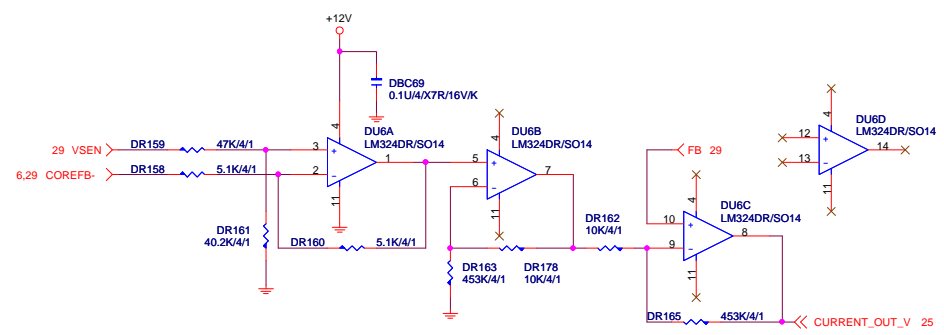 +12V
DBC69
0.1U/4/X7R/16V/K
4
DU6A
LM324DR/SO14
29 VSEN
DR159
47K/4/1
3
+
1
6,29 COREFB-
DR158
5.1K/4/1
2
-
11
DR161
40.2K/4/1
DR160
5.1K/4/1
4
DU6B
LM324DR/SO14
5
+
7
6
-
11
DR163
453K/4/1
DR178
10K/4/1
DR162
10K/4/1
FB 29
4
DU6C
LM324DR/SO14
10
+
8
9
-
11
DR165
453K/4/1
CURRENT_OUT_V 25
4
DU6D
LM324DR/SO14
12
+
14
13
-
11